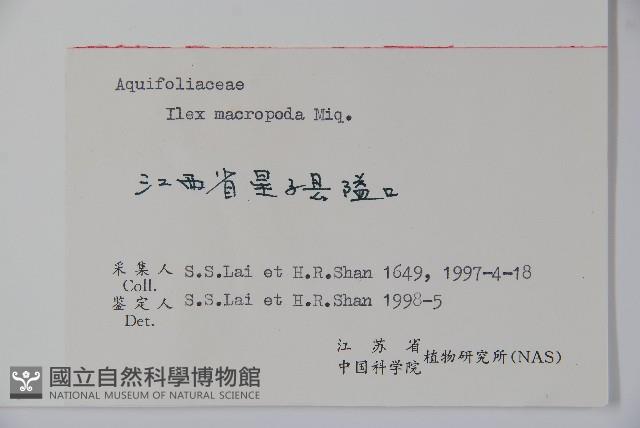 Aquifoliaceae
Ilex macropoda Miq.
江西省星子县隘口
采集人 S.S.Lai et H.R.Shan 1649, 1997-4-18
Coll.
鉴定人 S.S.Lai et H.R.Shan 1998-5
Det.
江苏省
中国科学院 植物研究所(NAS)
國立自然科學博物館
NATIONAL MUSEUM OF NATURAL SCIENCE